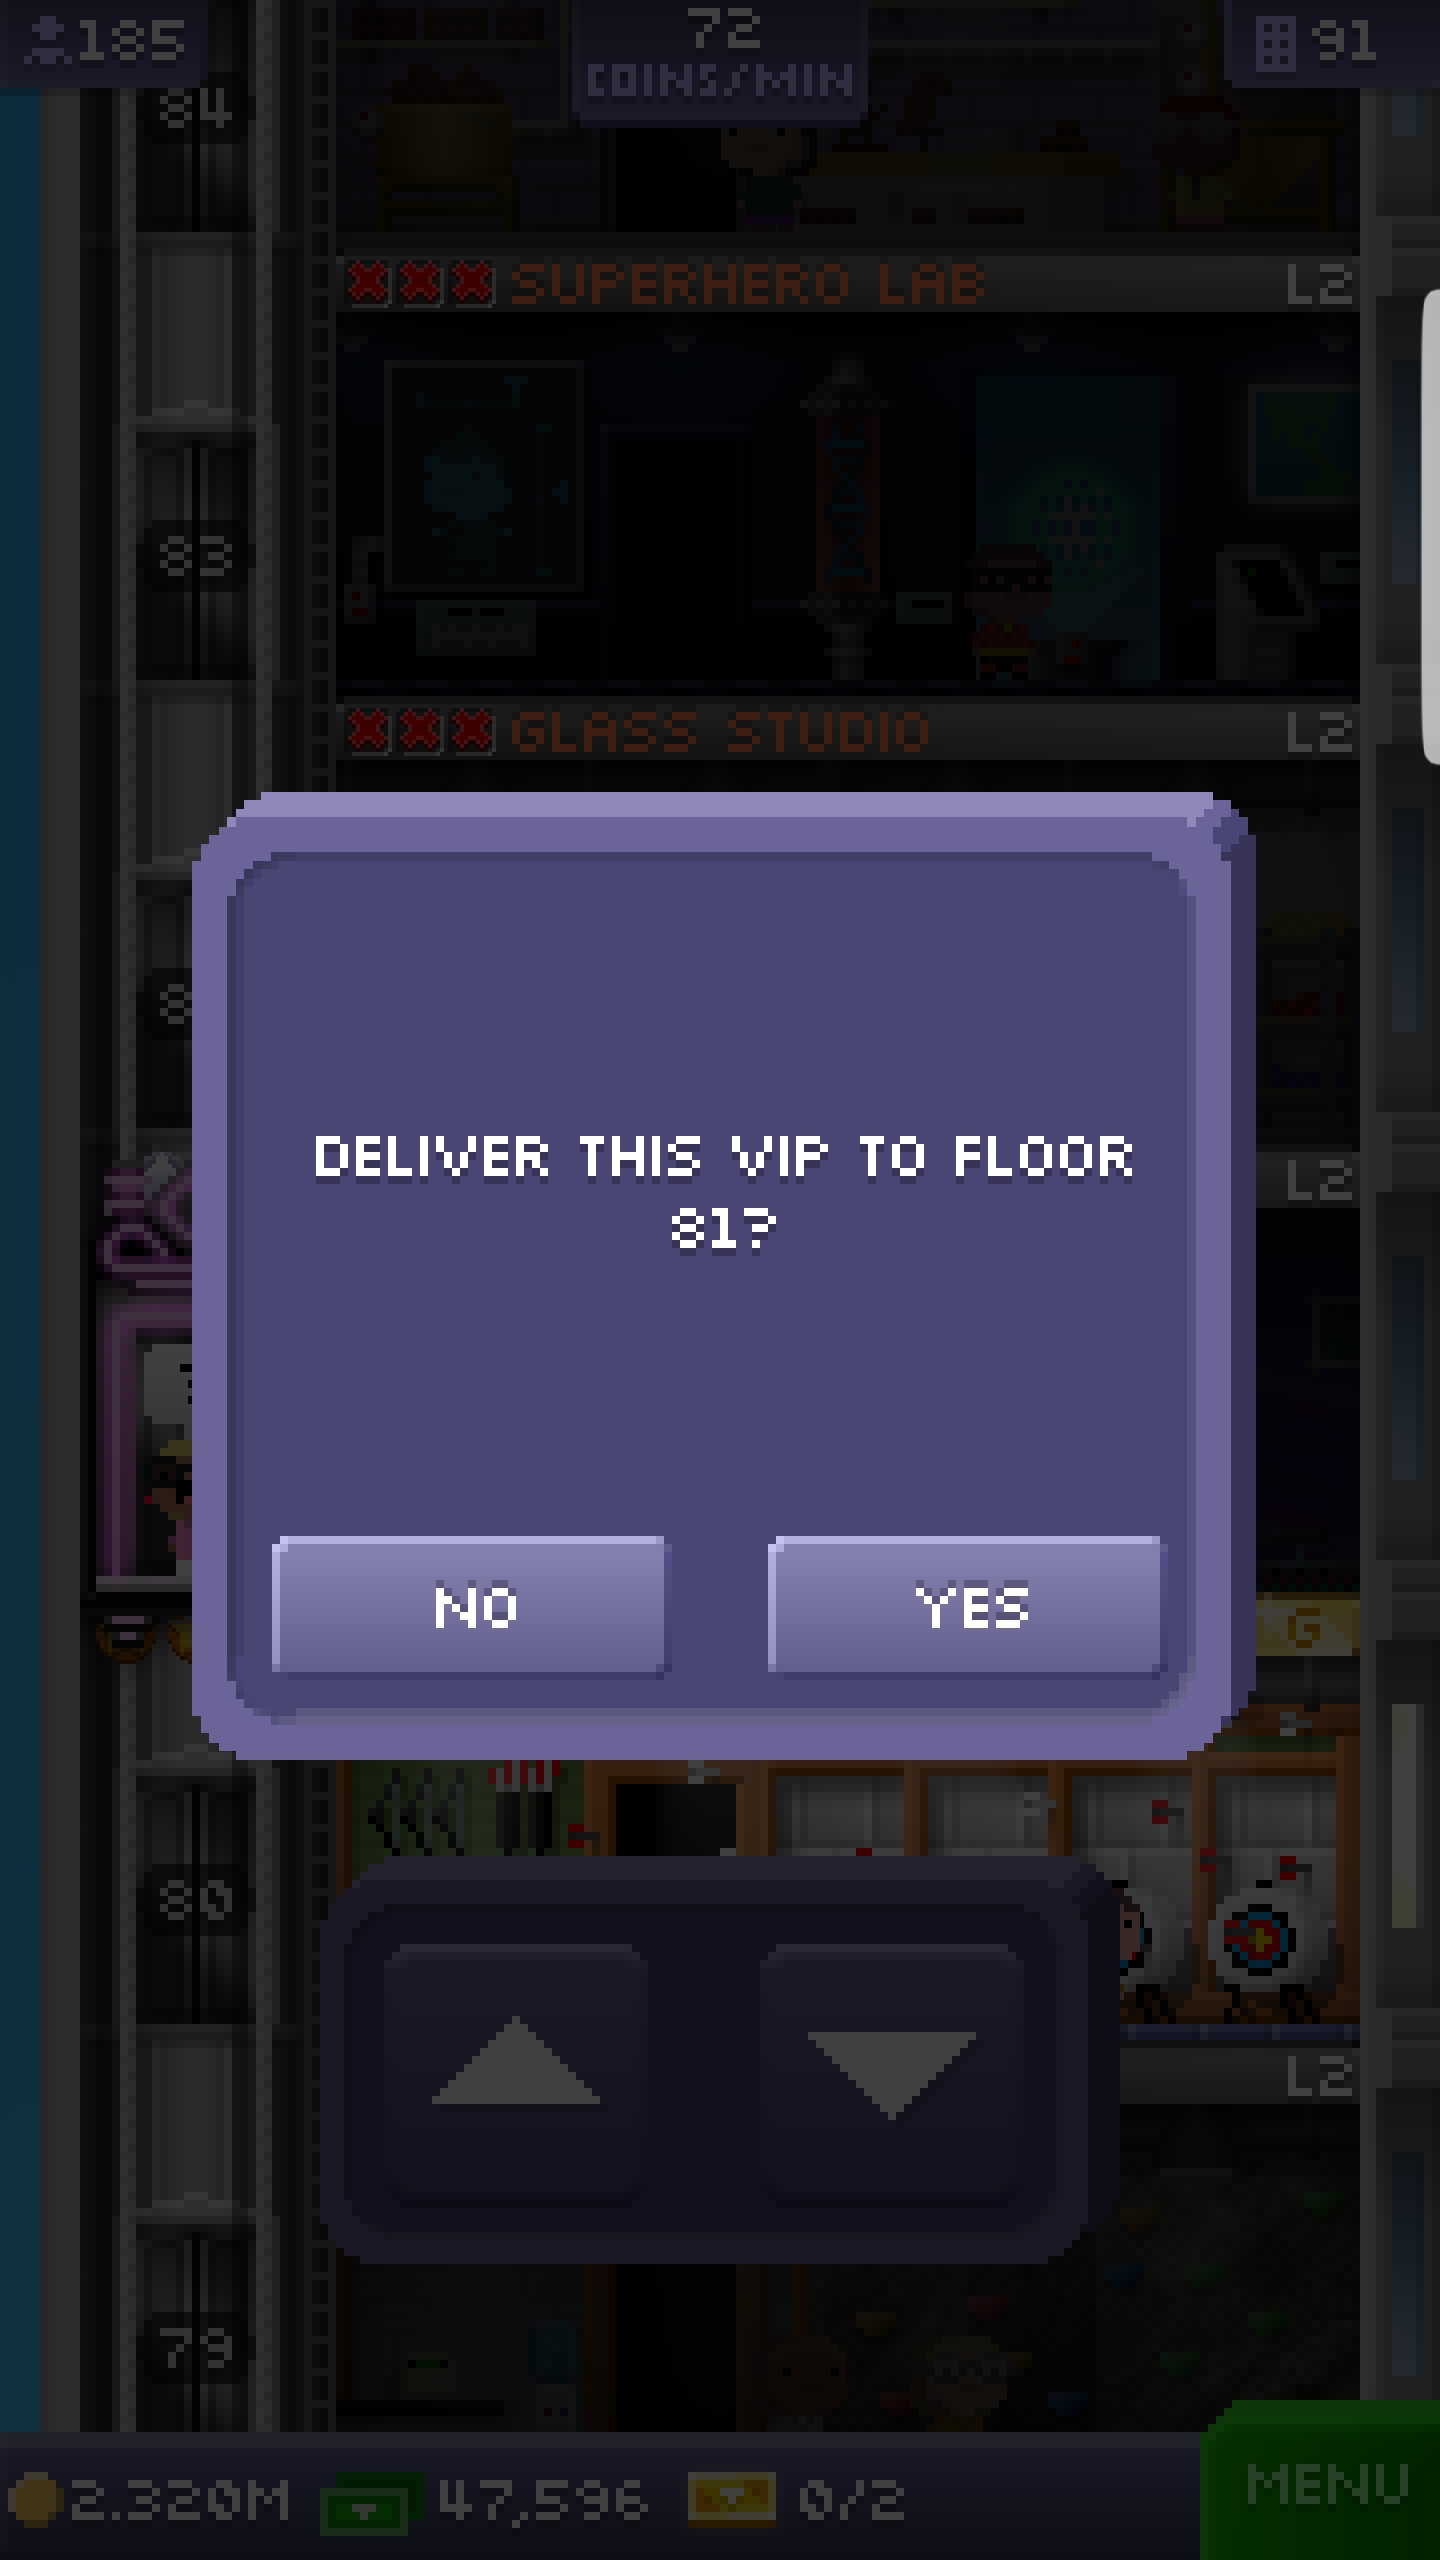 185
72
COINS/MIN
91
84
SUPERHERO LAB L2
83
GLASS STUDIO L2
L2
DELIVER THIS VIP TO FLOOR
81?
NO YES
G
80
L2
79
2.320M 47,596 0/2
MENU